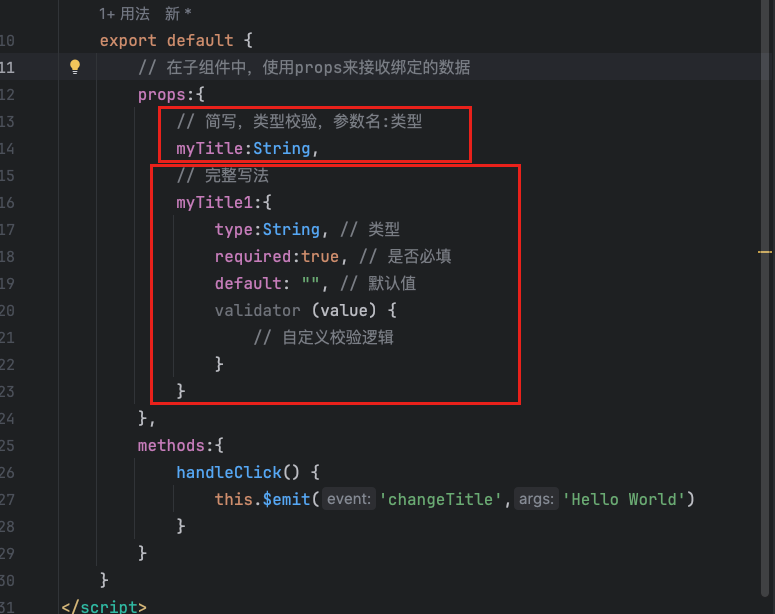 1+ 用法 新 *
10 export default {
11 // 在子组件中，使用props来接收绑定的数据
12 props:{
13 // 简写，类型校验，参数名:类型
14 myTitle:String,
15 // 完整写法
16 myTitle1:{
17 type:String, // 类型
18 required:true, // 是否必填
19 default: "", // 默认值
20 validator (value) {
21 // 自定义校验逻辑
22 }
23 }
24 },
25 methods:{
26 handleClick() {
27 this.$emit( event: 'changeTitle', args: 'Hello World')
28 }
29 }
30 }
31 </script>